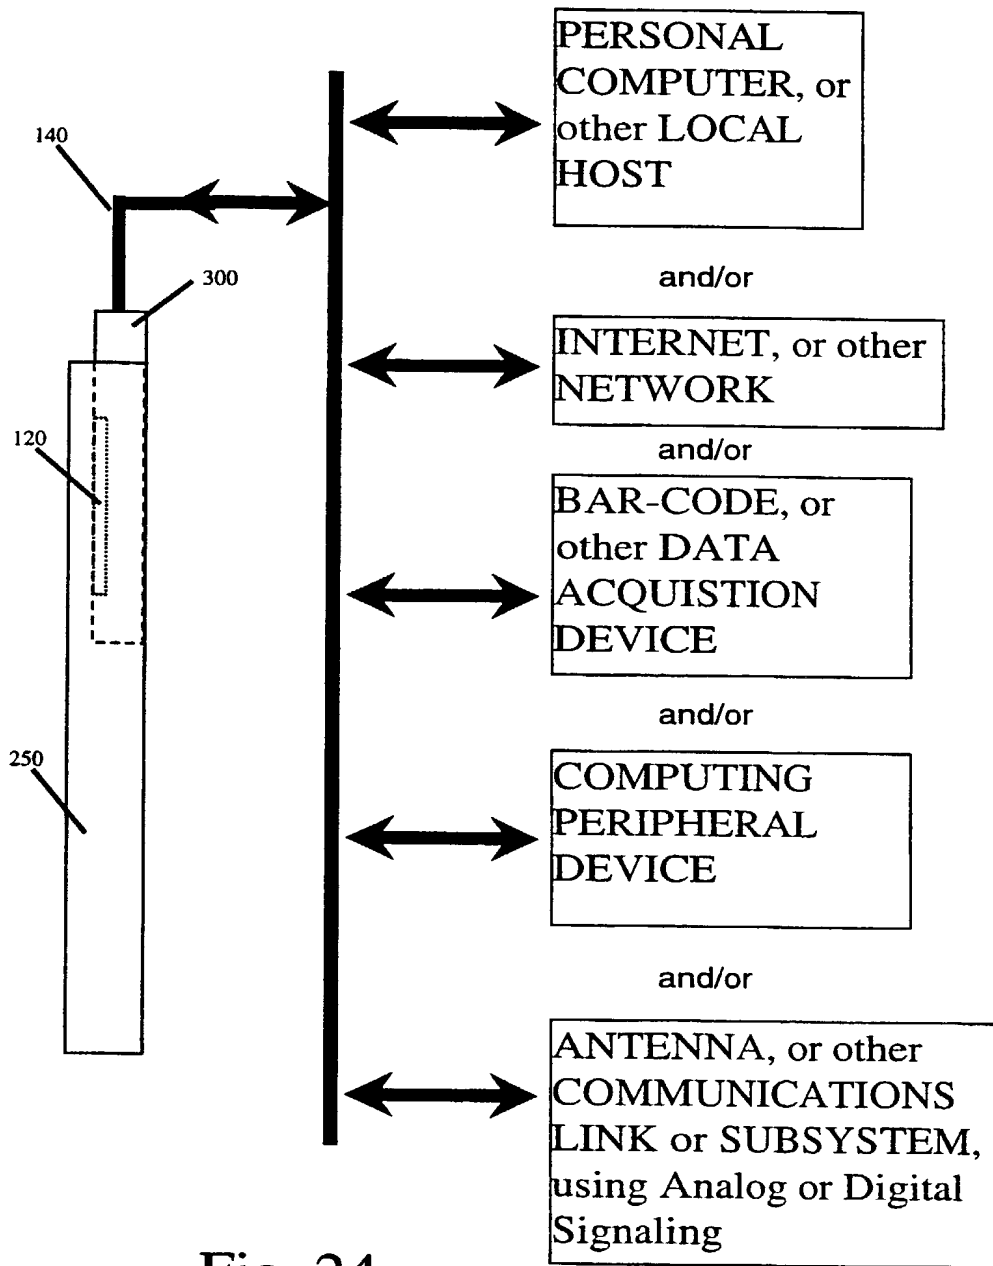 PERSONAL
COMPUTER, or
other LOCAL
HOST
140
300
and/or
INTERNET, or other
NETWORK
120
and/or
BAR-CODE, or
other DATA
ACQUISTION
DEVICE
and/or
250
COMPUTING
PERIPHERAL
DEVICE
and/or
ANTENNA, or other
COMMUNICATIONS
LINK or SUBSYSTEM,
using Analog or Digital
Signaling
Fig. 24